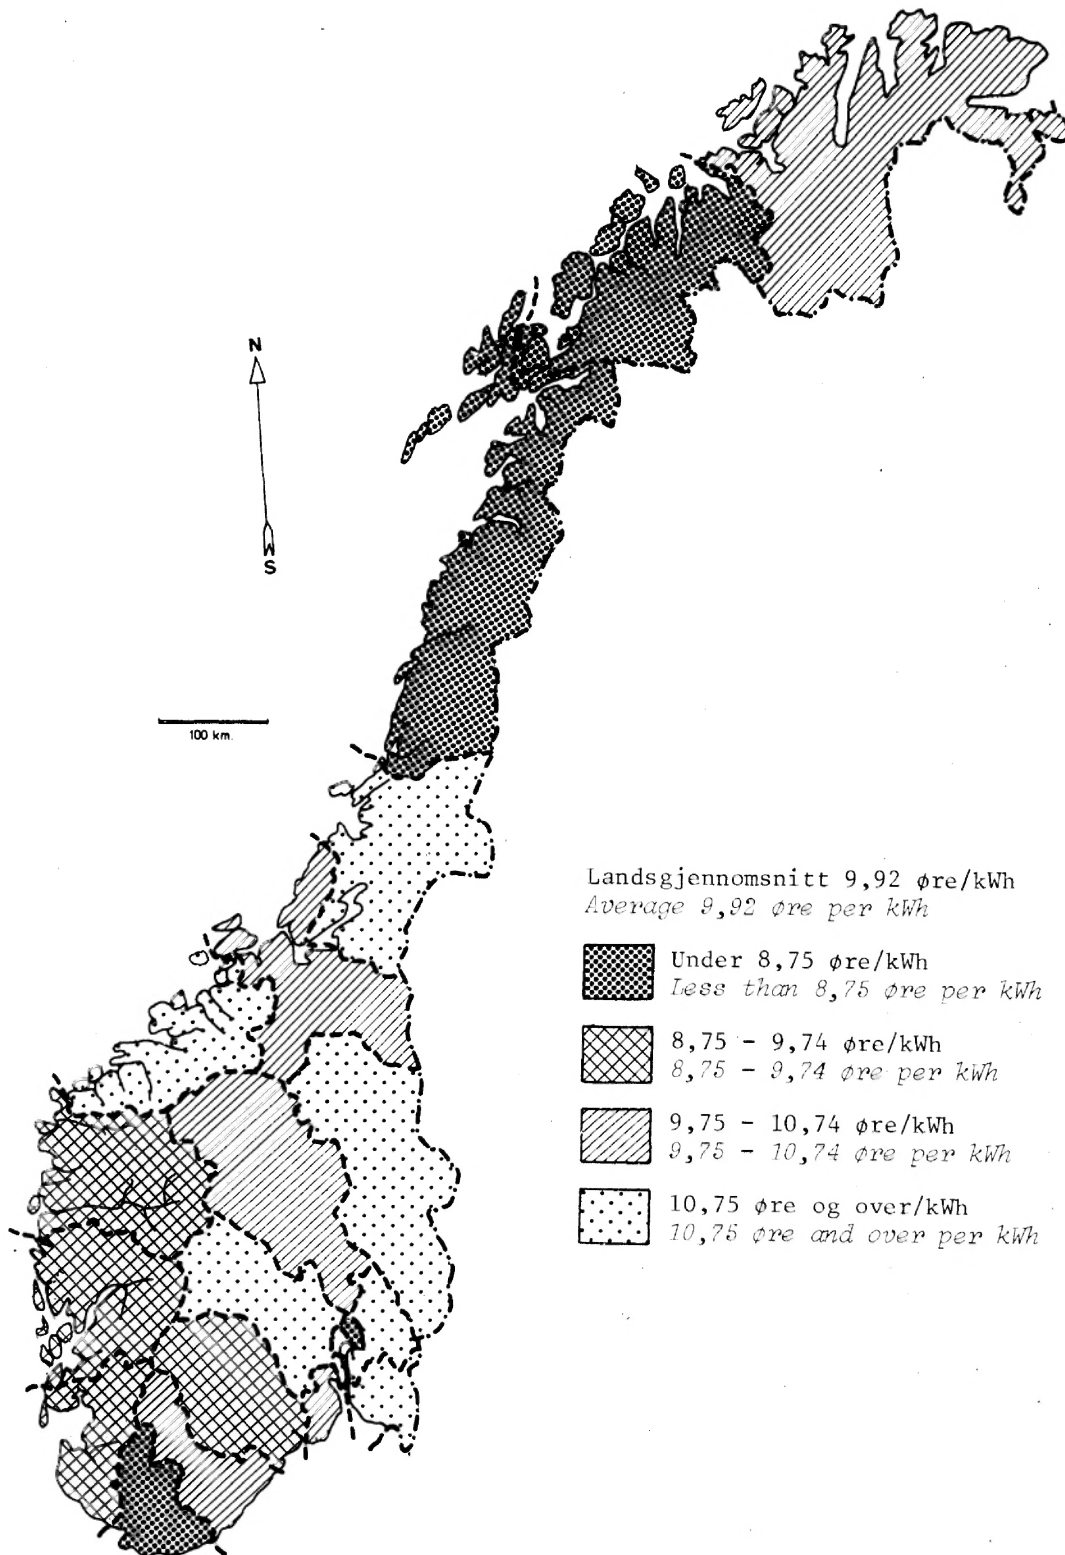 N
S
100 km.
Landsgjennomsnitt 9,92 øre/kWh
Average 9,92 øre per kWh
Under 8,75 øre/kWh
Less than 8,75 øre per kWh
8,75 - 9,74 øre/kWh
8,75 - 9,74 øre per kWh
9,75 - 10,74 øre/kWh
9,75 - 10,74 øre per kWh
10,75 øre og over/kWh
10,75 øre and over per kWh